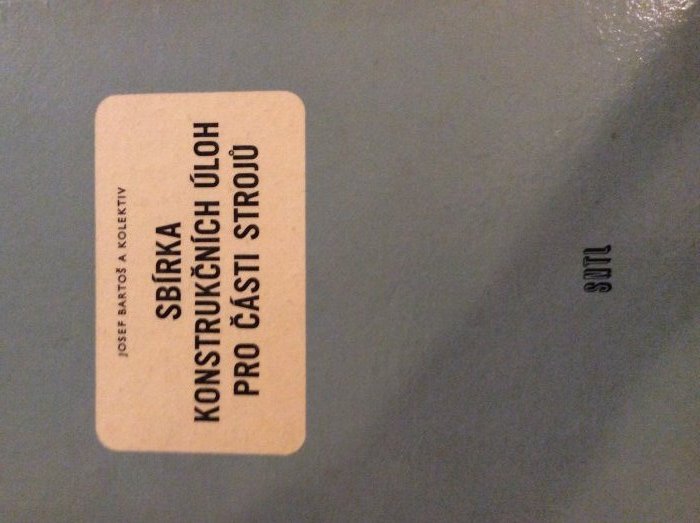 JOSEF BARTOŠ A KOLEKTIV
SBÍRKA
KONSTRUKČNÍCH ÚLOH
PRO ČÁSTI STROJŮ
SNTL